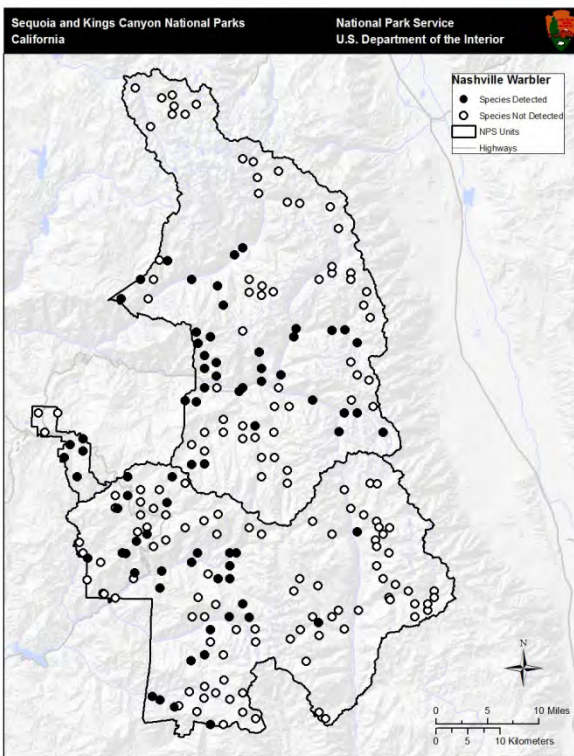 Sequoia and Kings Canyon National Parks
California
National Park Service
U.S. Department of the Interior
Nashville Warbler
Species Detected
Species Not Detected
NPS Units
Highways
N
0 5 10 Miles
0 5 10 Kilometers